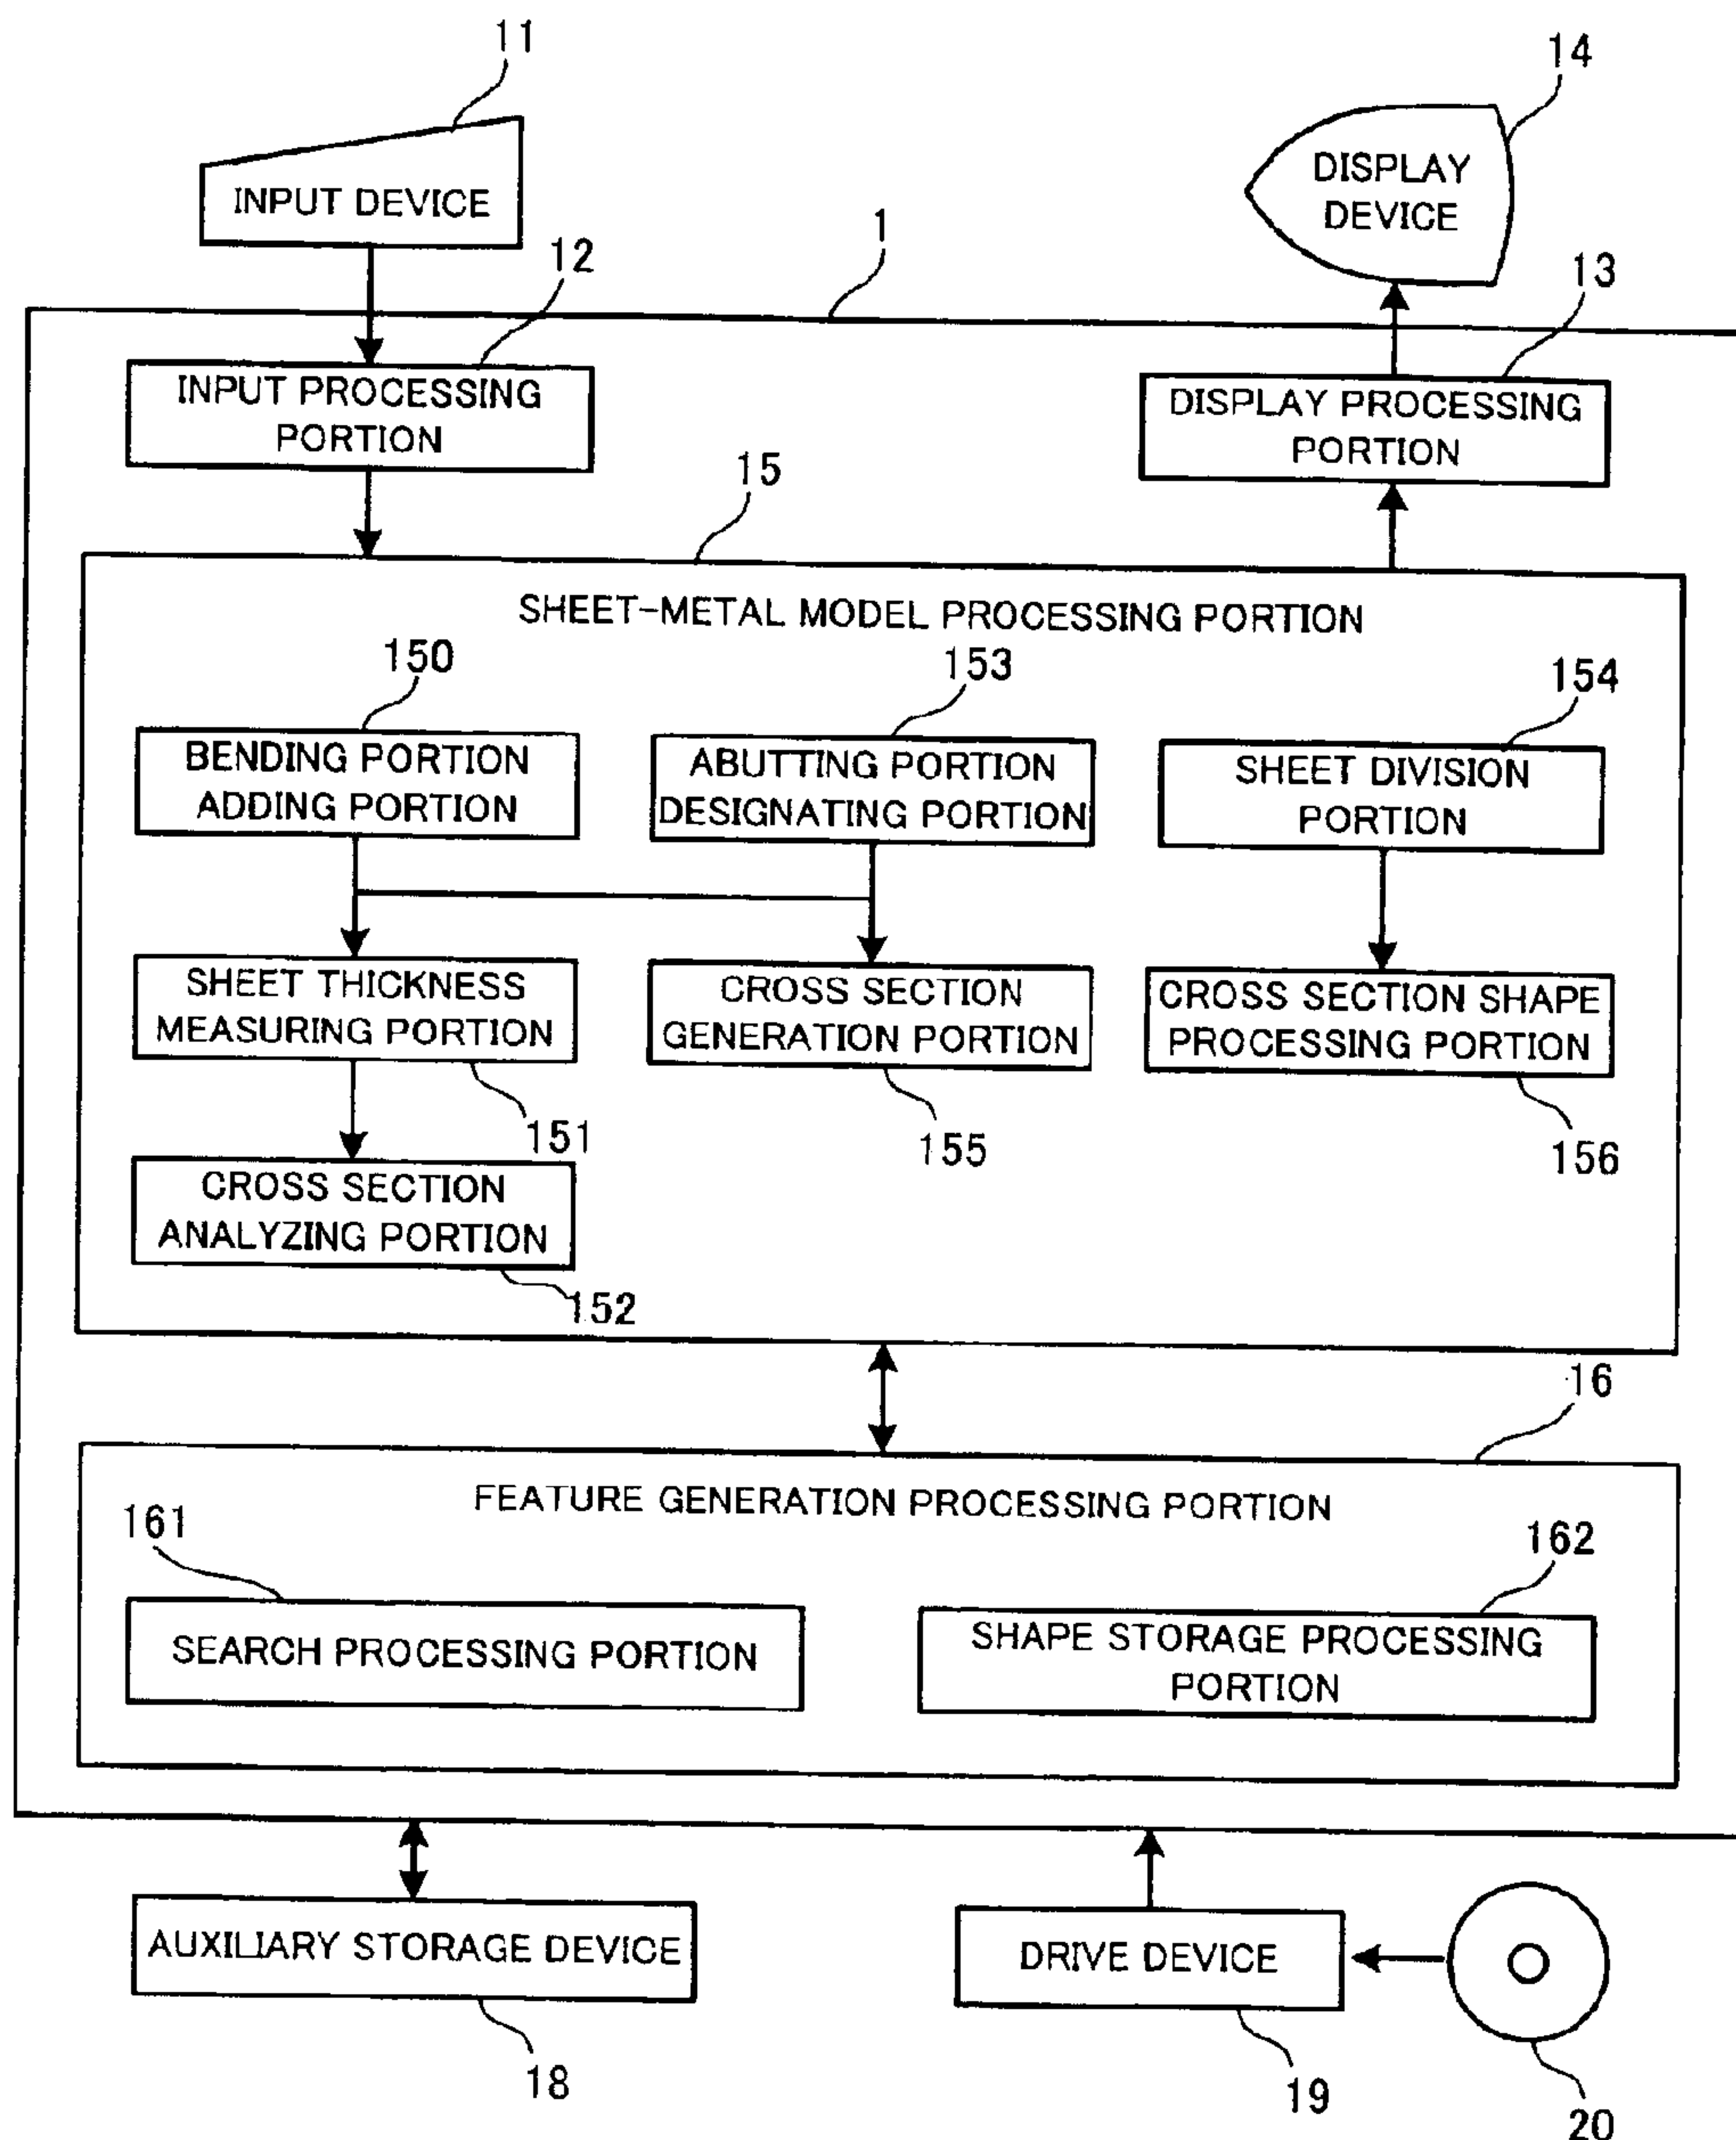 11
14
INPUT DEVICE
DISPLAY
DEVICE
12
1
13
INPUT PROCESSING
PORTION
DISPLAY PROCESSING
PORTION
15
SHEET-METAL MODEL PROCESSING PORTION
150
153
154
BENDING PORTION
ADDING PORTION
ABUTTING PORTION
DESIGNATING PORTION
SHEET DIVISION
PORTION
SHEET THICKNESS
MEASURING PORTION
CROSS SECTION
GENERATION PORTION
CROSS SECTION SHAPE
PROCESSING PORTION
151
155
156
CROSS SECTION
ANALYZING PORTION
152
16
FEATURE GENERATION PROCESSING PORTION
161
162
SEARCH PROCESSING PORTION
SHAPE STORAGE PROCESSING
PORTION
AUXILIARY STORAGE DEVICE
DRIVE DEVICE
18
19
20